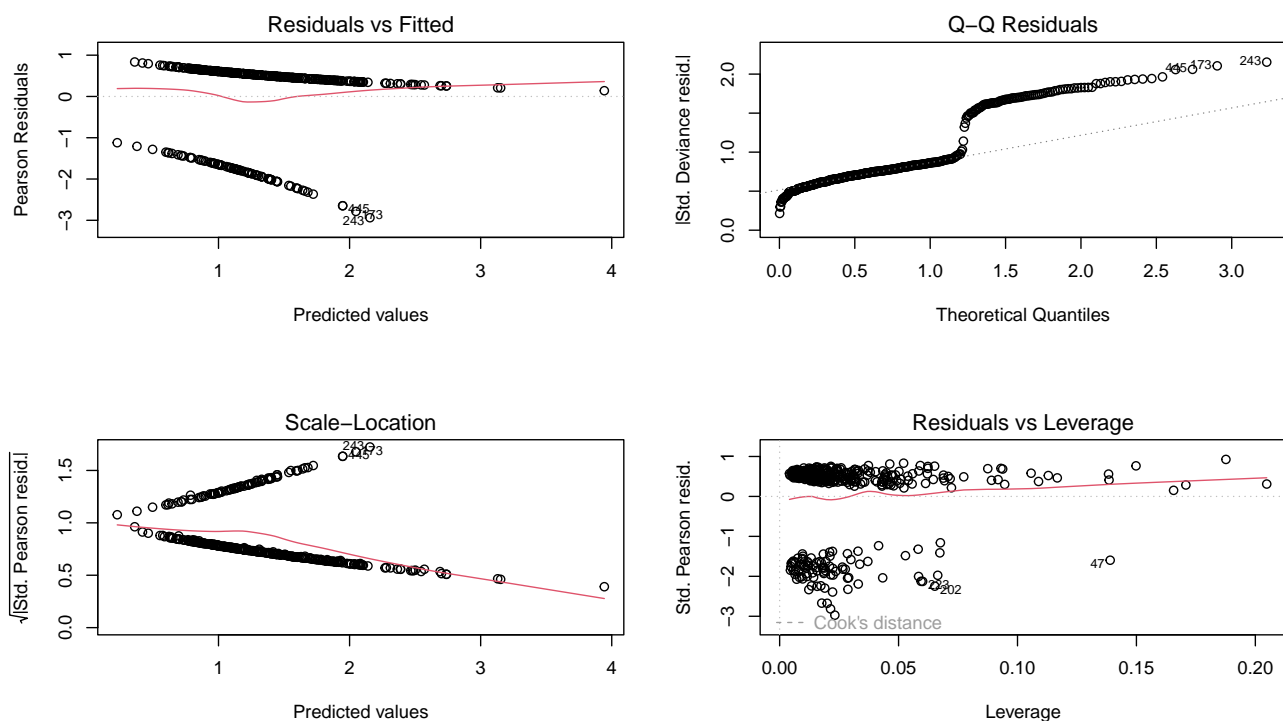 Residuals vs Fitted
Pearson Residuals
1
0
−1
−2
−3
445
173
243
1 2 3 4
Predicted values
Q−Q Residuals
|Std. Deviance resid.|
2.0
1.0
0.0
445 173 243
0.0 0.5 1.0 1.5 2.0 2.5 3.0
Theoretical Quantiles
Scale−Location
√|Std. Pearson resid.|
1.5
1.0
0.5
0.0
243
173
445
1 2 3 4
Predicted values
Residuals vs Leverage
Std. Pearson resid.
1
0
−1
−2
−3
47
202
Cook's distance
0.00 0.05 0.10 0.15 0.20
Leverage